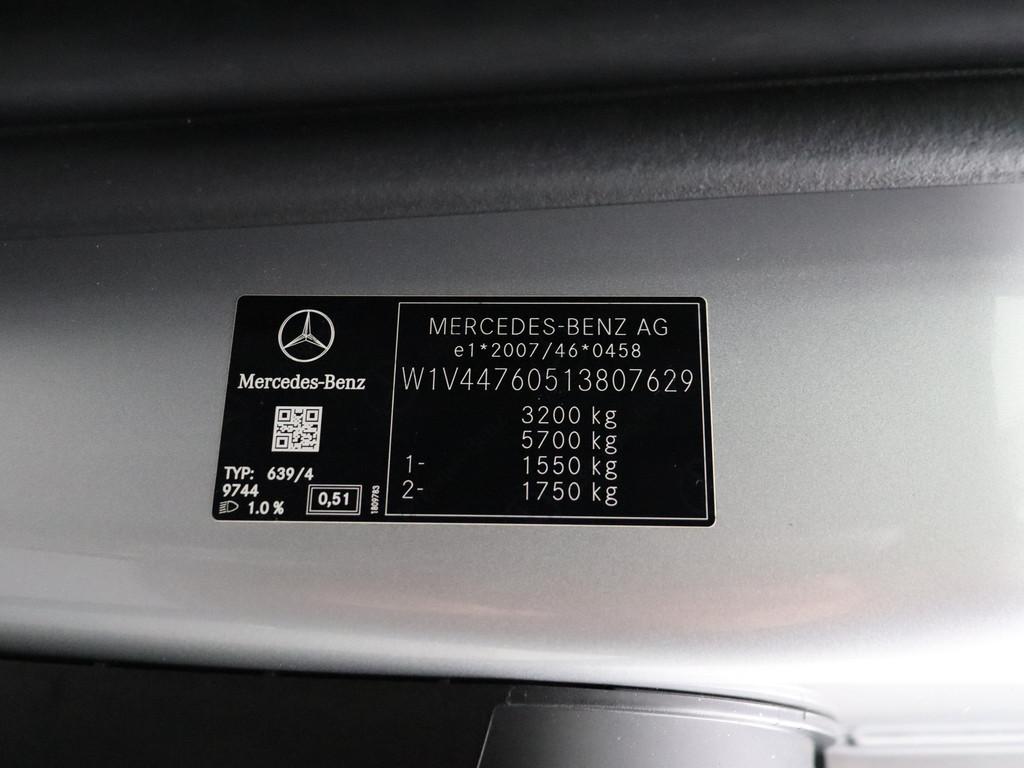 Mercedes-Benz
TYP: 639/4
9744
1.0 %
0,51
1809783
MERCEDES-BENZ AG
e1*2007/46*0458
W1V44760513807629
3200 kg
5700 kg
1- 1550 kg
2- 1750 kg